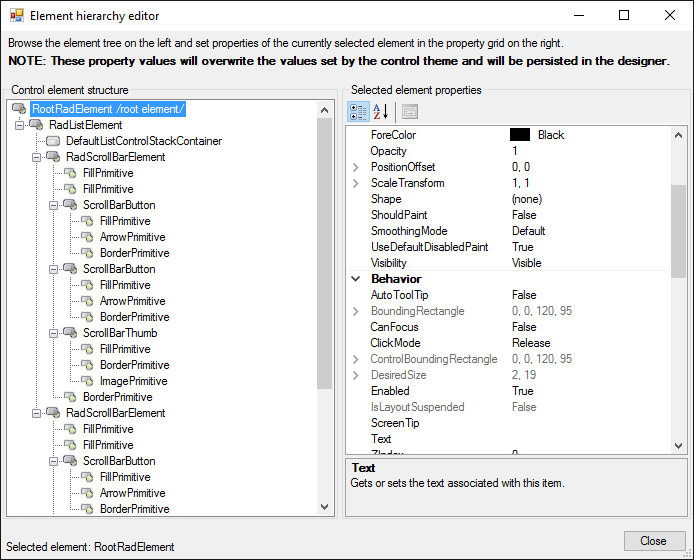 Element hierarchy editor
Browse the element tree on the left and set properties of the currently selected element in the property grid on the right.
NOTE: These property values will overwrite the values set by the control theme and will be persisted in the designer.
Control element structure
RootRadElement /root element/
RadListElement
DefaultListControlStackContainer
RadScrollBarElement
FillPrimitive
FillPrimitive
ScrollBarButton
FillPrimitive
ArrowPrimitive
BorderPrimitive
ScrollBarButton
FillPrimitive
ArrowPrimitive
BorderPrimitive
ScrollBarThumb
FillPrimitive
BorderPrimitive
ImagePrimitive
BorderPrimitive
RadScrollBarElement
FillPrimitive
FillPrimitive
ScrollBarButton
FillPrimitive
ArrowPrimitive
BorderPrimitive
Selected element properties
ForeColor Black
Opacity 1
PositionOffset 0, 0
ScaleTransform 1, 1
Shape (none)
ShouldPaint False
SmoothingMode Default
UseDefaultDisabledPaint True
Visibility Visible
Behavior
AutoToolTip False
BoundingRectangle 0, 0, 120, 95
CanFocus False
ClickMode Release
ControlBoundingRectangle 0, 0, 120, 95
DesiredSize 2, 19
Enabled True
IsLayoutSuspended False
ScreenTip
Text
ZIndex 0
Text
Gets or sets the text associated with this item.
Selected element: RootRadElement
Close